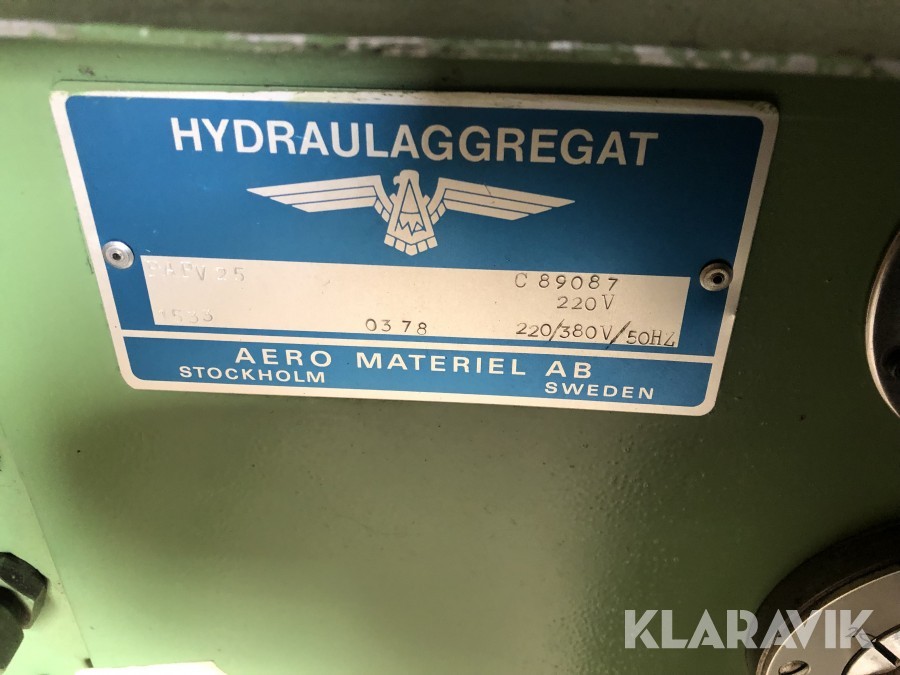 HYDRAULAGGREGAT
C 89087
220V
0378 220/380V/50HZ
AERO MATERIEL AB
STOCKHOLM SWEDEN
KLARAVIK